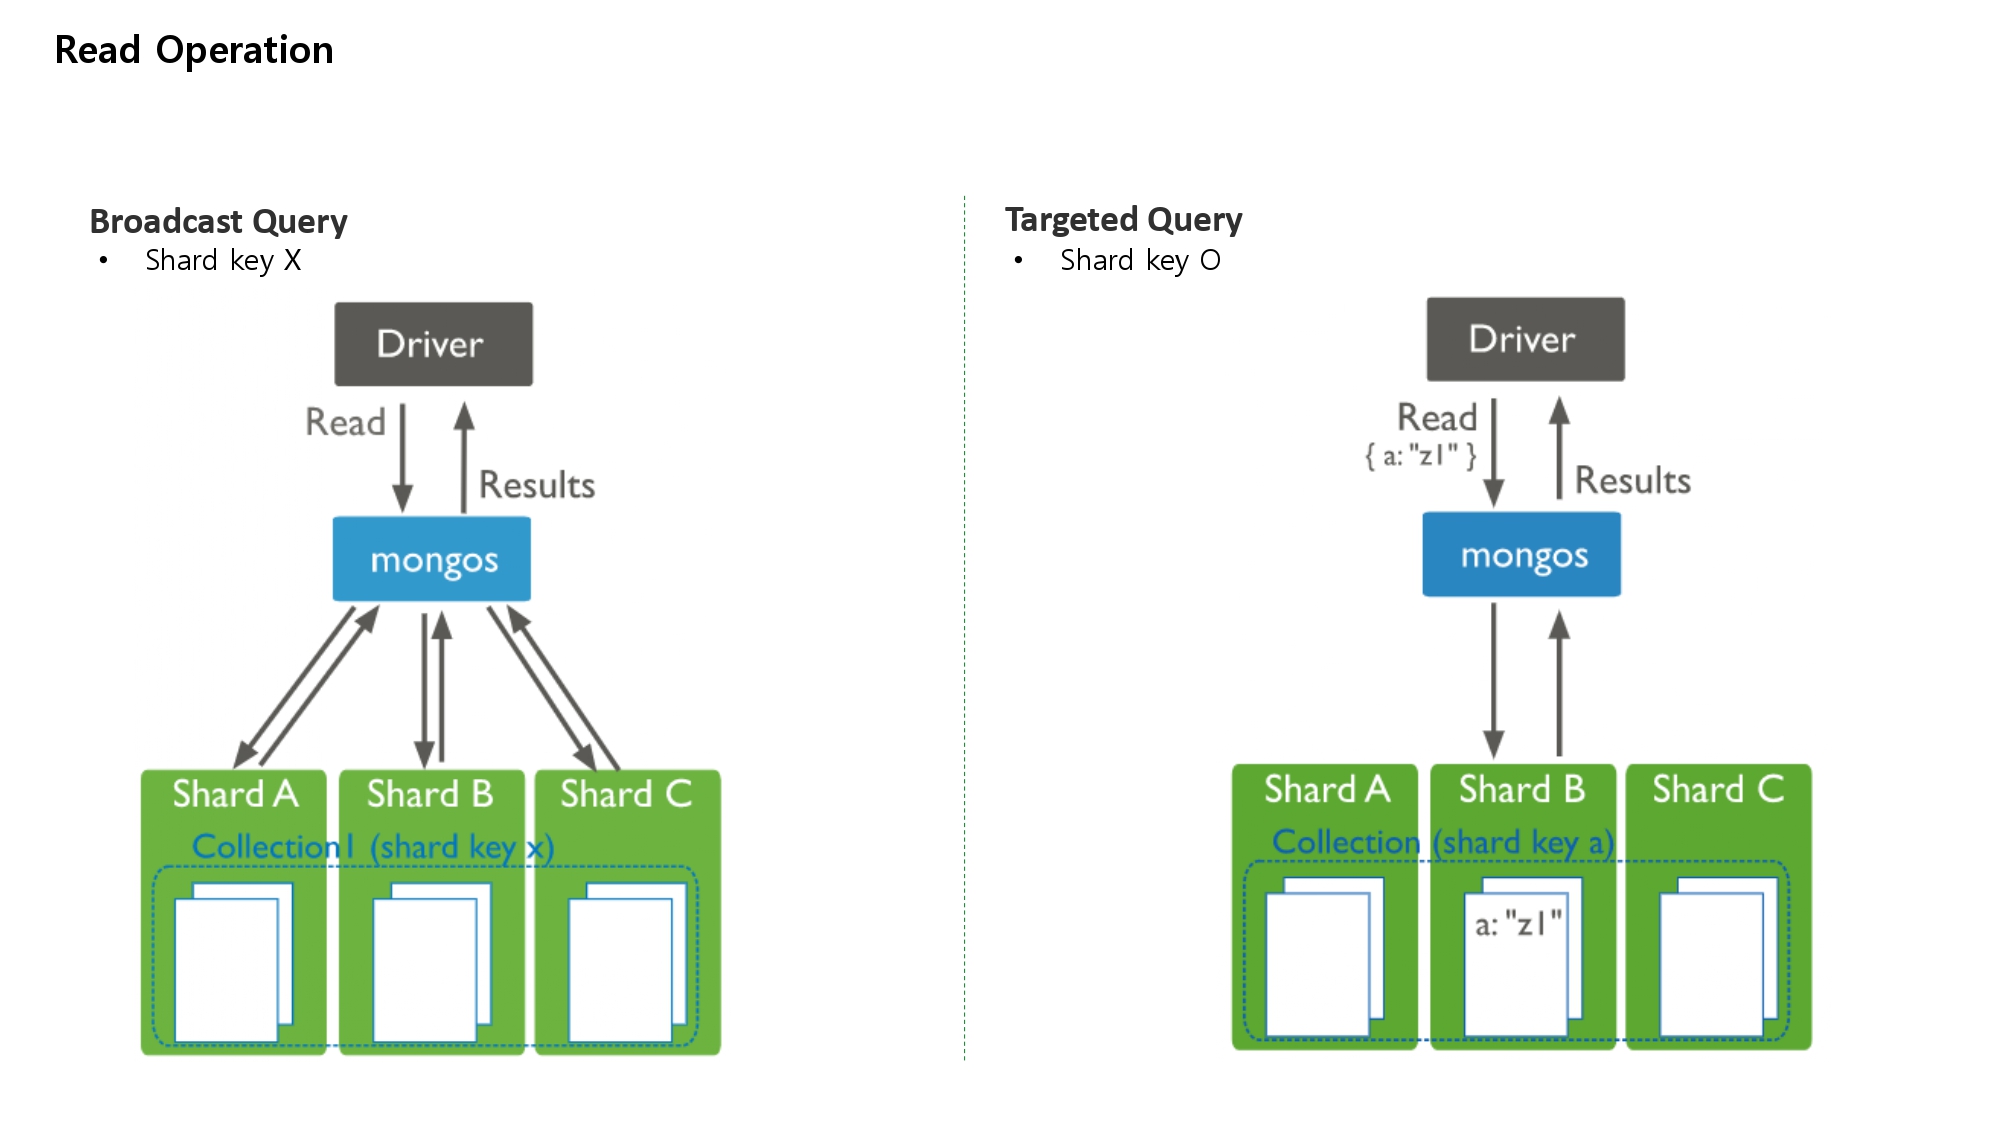 Read Operation
Broadcast Query
• Shard key X
Driver
Read
Results
mongos
Shard A
Shard B
Shard C
Collection1 (shard key x)
Targeted Query
• Shard key O
Driver
Read
{ a: "z1" }
Results
mongos
Shard A
Shard B
Shard C
Collection (shard key a)
a: "z1"